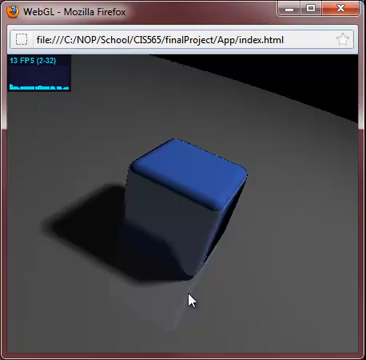 WebGL - Mozilla Firefox
file:///C:/NOP/School/CIS565/finalProject/App/index.html
13 FPS (2-32)